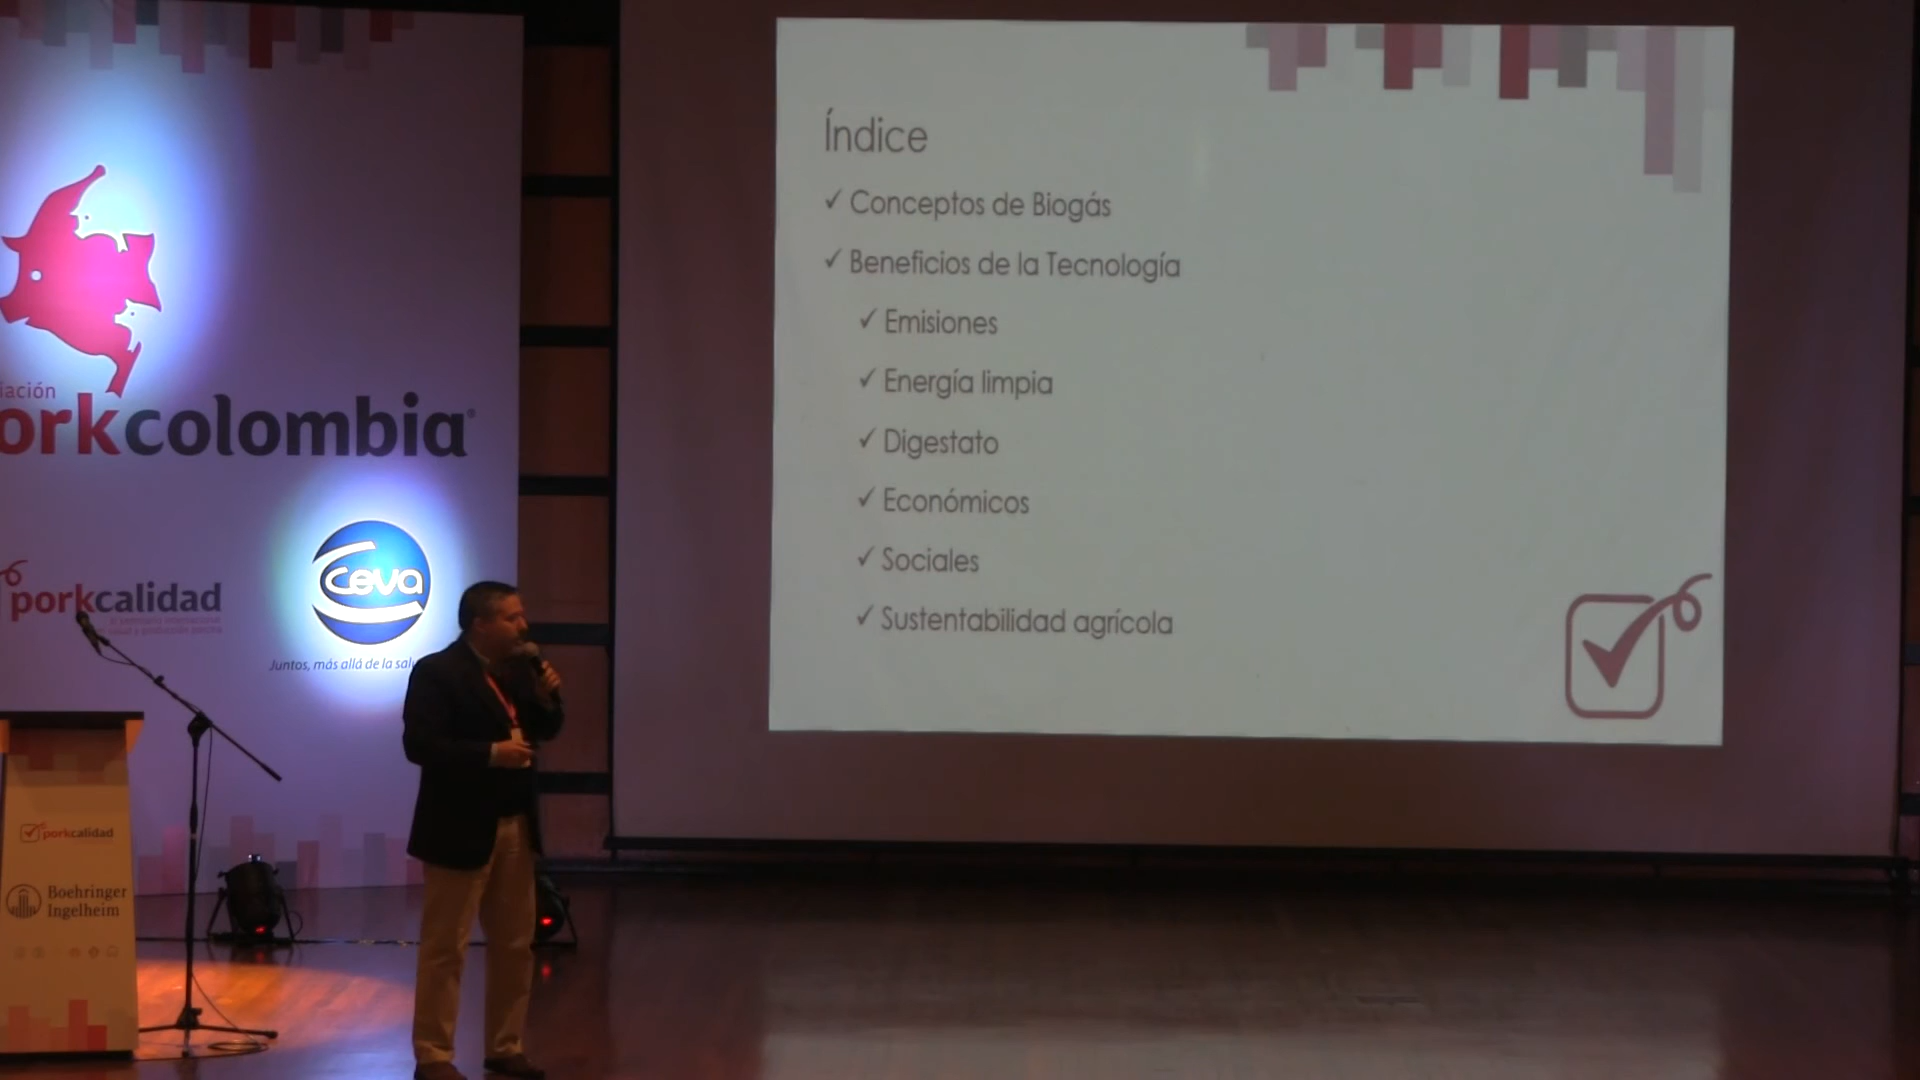 Índice
✓ Conceptos de Biogás
✓ Beneficios de la Tecnología
✓ Emisiones
✓ Energía limpia
✓ Digestato
✓ Económicos
✓ Sociales
✓ Sustentabilidad agrícola
iación
orkcolombia®
porkcalidad
ceva
Juntos, más allá de la salu
porkcalidad
Boehringer
Ingelheim